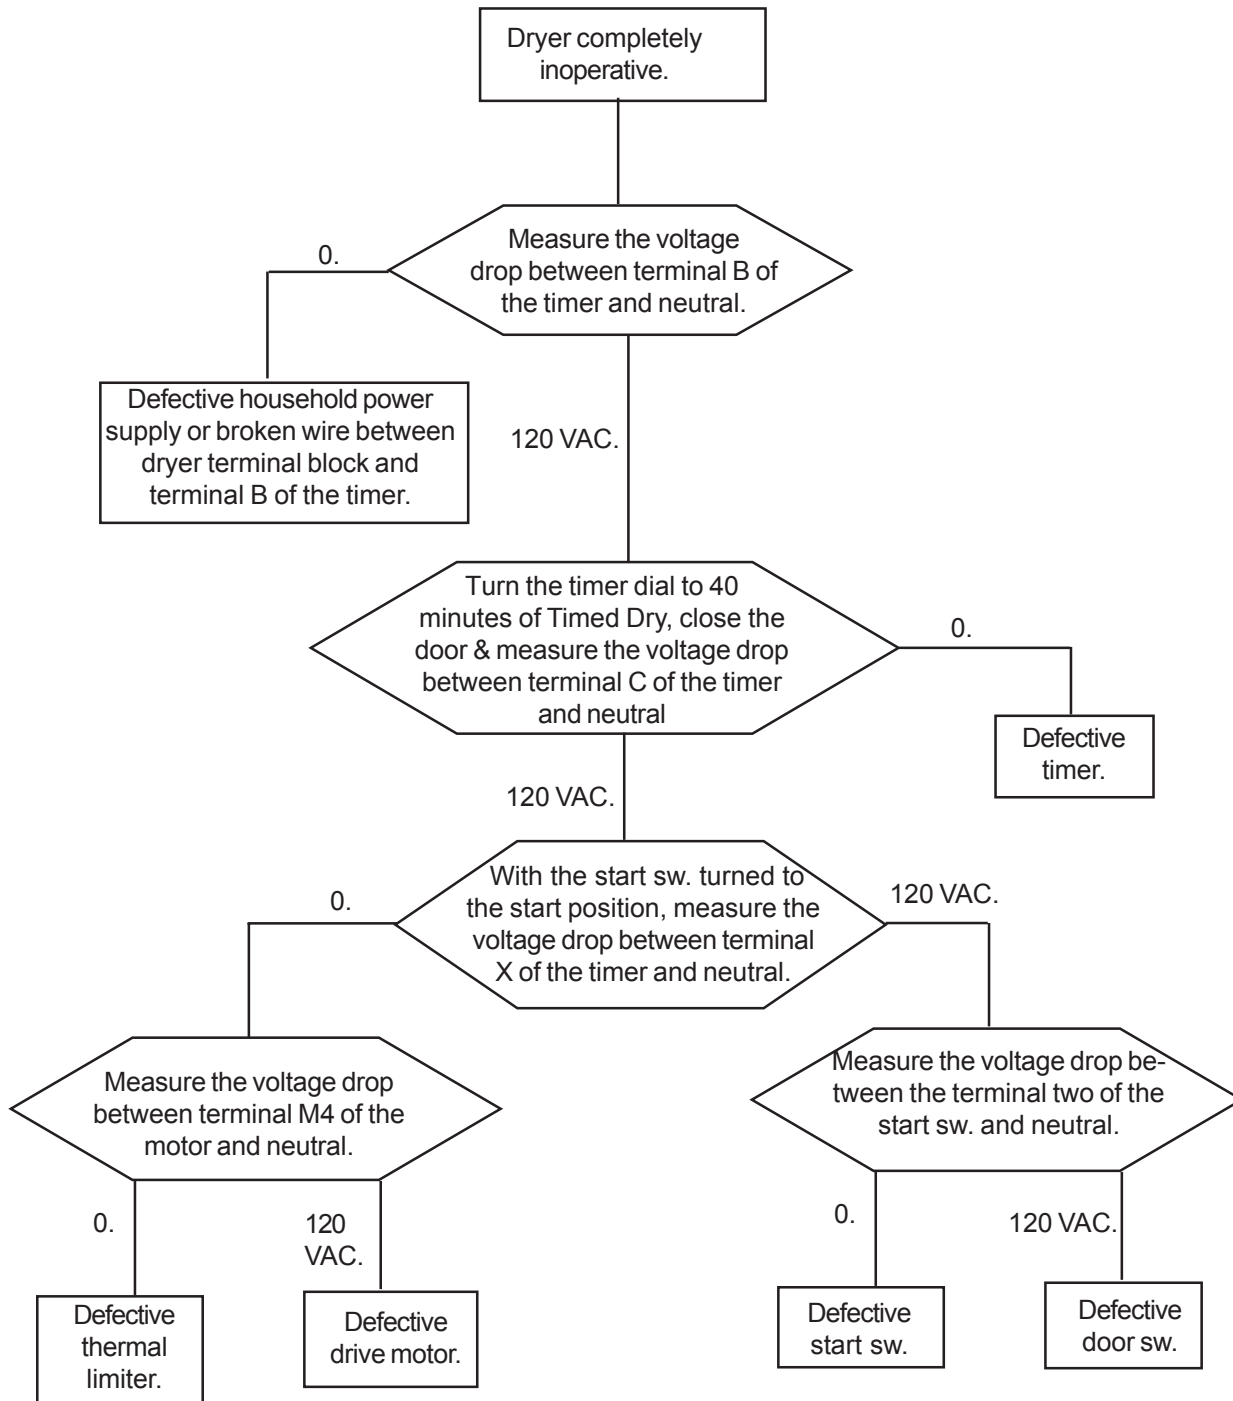 Dryer completely
inoperative.
0.
Measure the voltage
drop between terminal B of
the timer and neutral.
Defective household power
supply or broken wire between
dryer terminal block and
terminal B of the timer.
120 VAC.
Turn the timer dial to 40
minutes of Timed Dry, close the
door & measure the voltage drop
between terminal C of the timer
and neutral
0.
Defective
timer.
120 VAC.
With the start sw. turned to
the start position, measure the
voltage drop between terminal
X of the timer and neutral.
0.
120 VAC.
Measure the voltage drop
between terminal M4 of the
motor and neutral.
Measure the voltage drop be-
tween the terminal two of the
start sw. and neutral.
0.
120
VAC.
0.
120 VAC.
Defective
thermal
limiter.
Defective
drive motor.
Defective
start sw.
Defective
door sw.